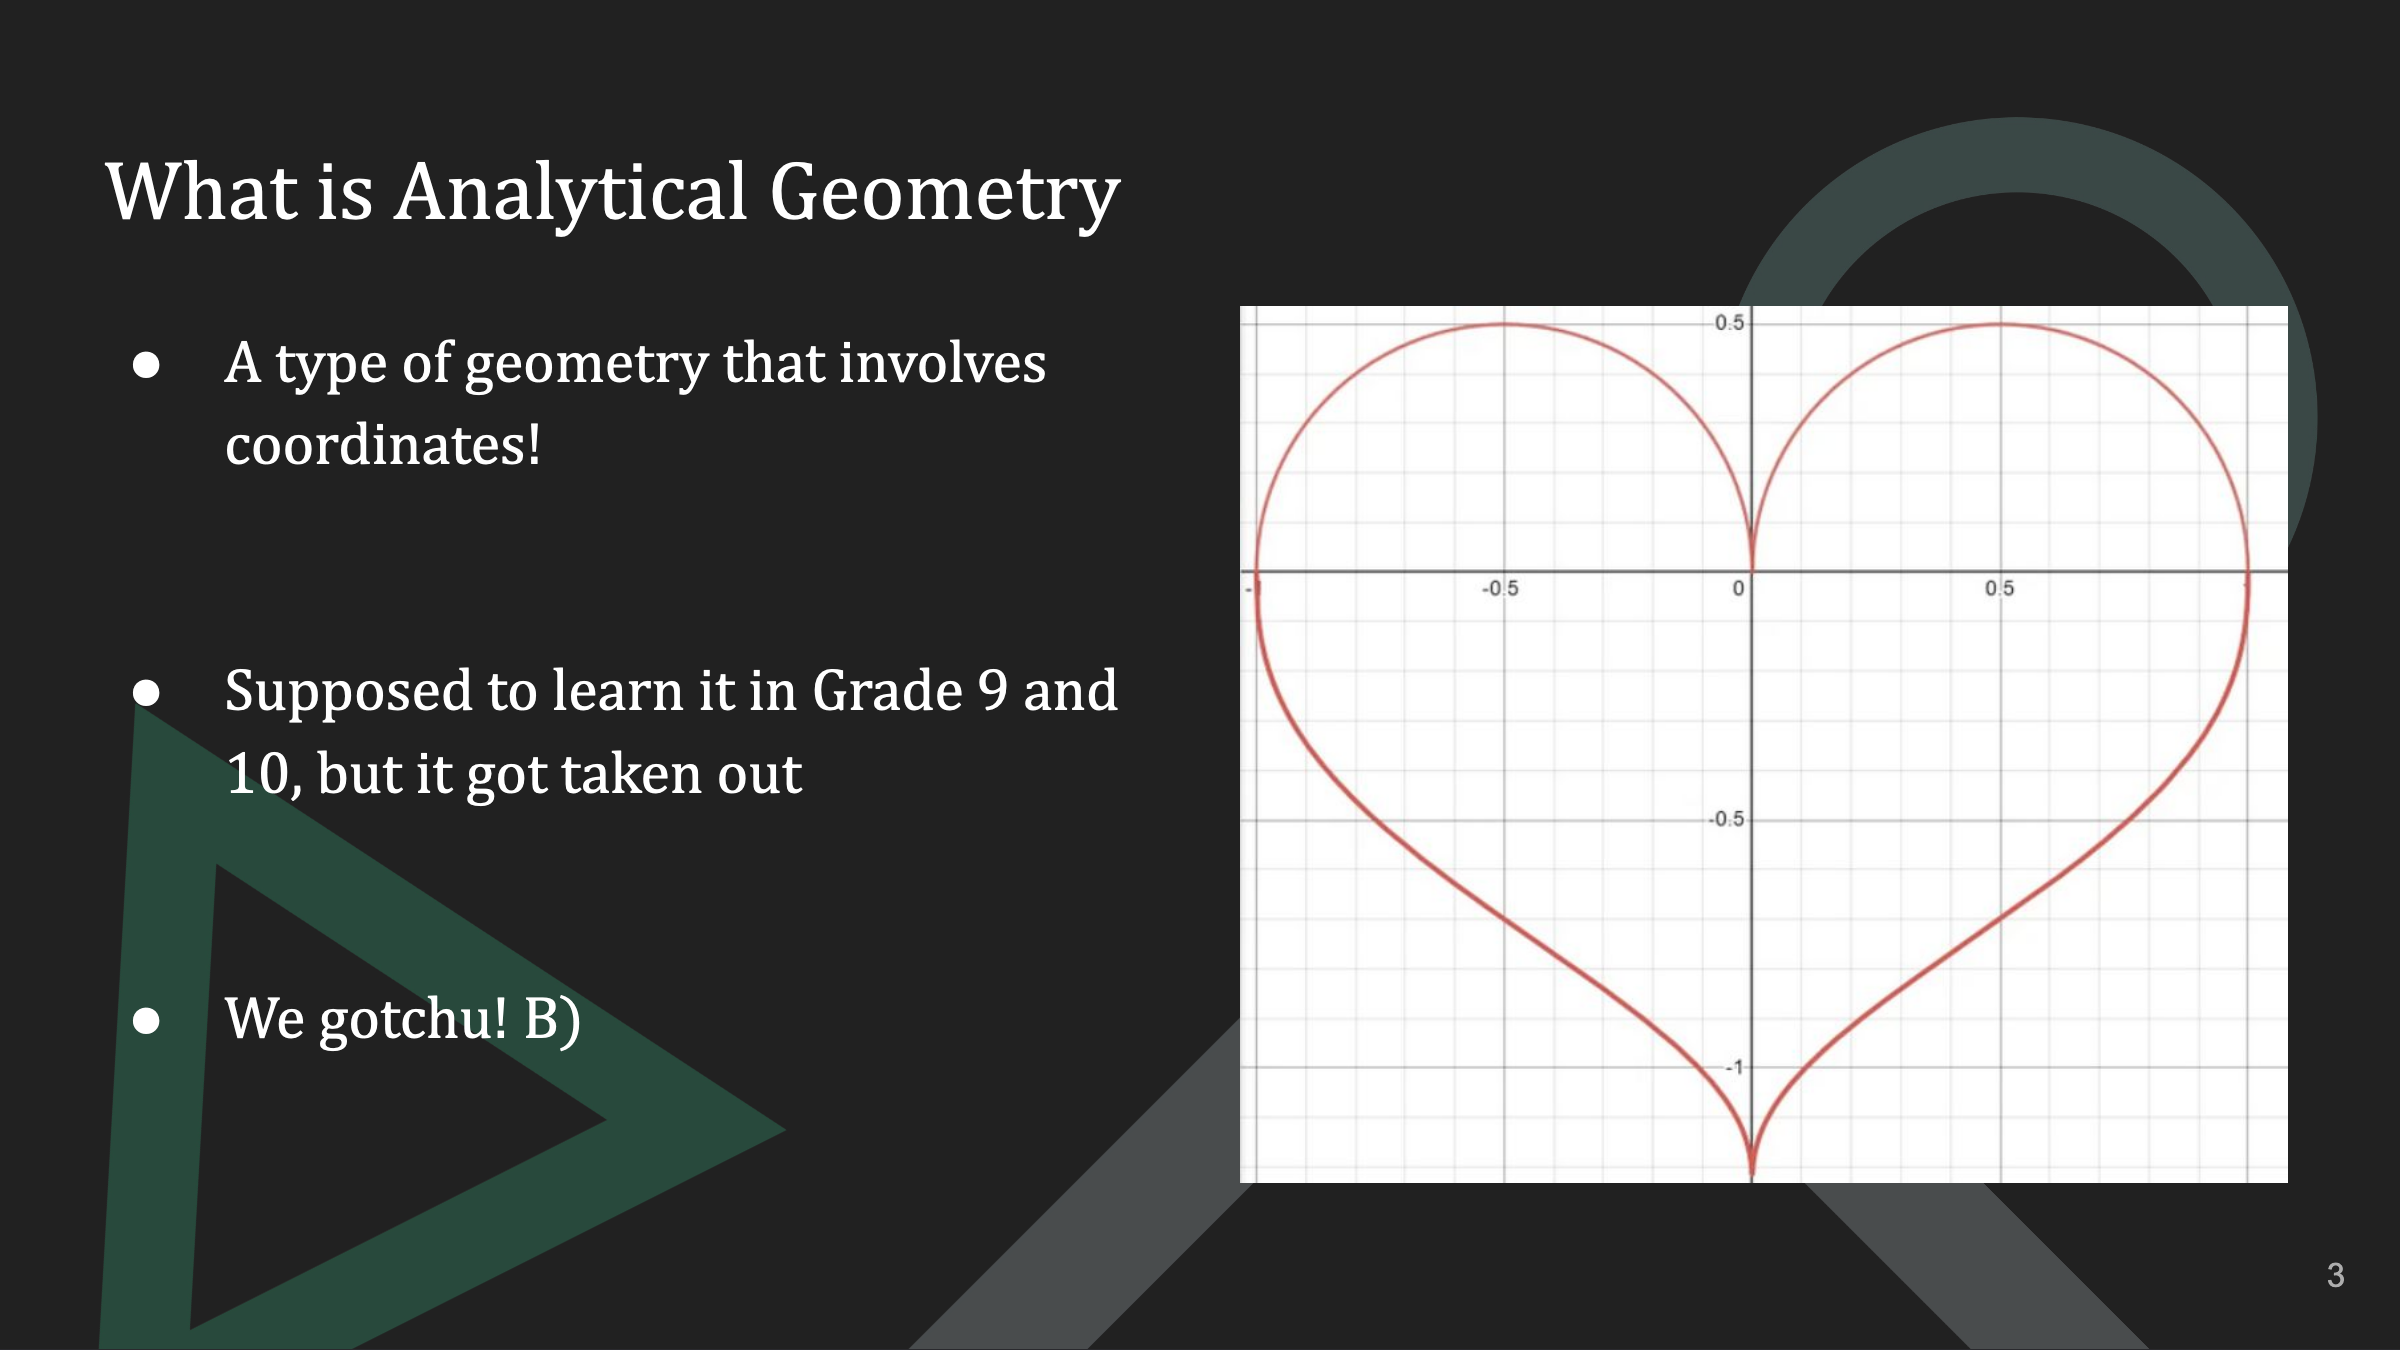 What is Analytical Geometry
● A type of geometry that involves
coordinates!
● Supposed to learn it in Grade 9 and
10, but it got taken out
● We gotchu! B)
0.5
-0.5
0
0.5
-0.5
-1
3